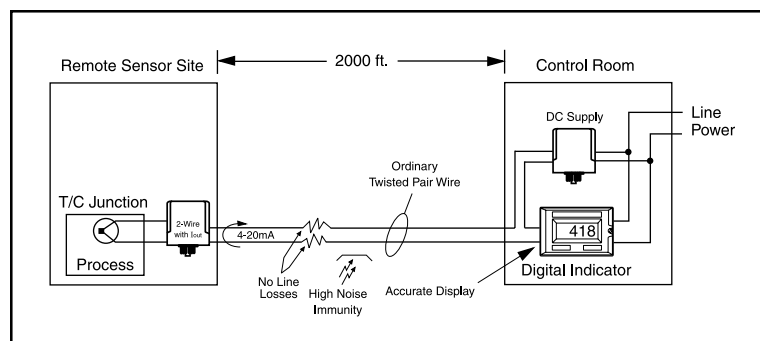 2000 ft.
Remote Sensor Site
Control Room
DC Supply
Line
Power
Ordinary
Twisted Pair Wire
T/C Junction
2-Wire
with Iout
4-20mA
418
Process
No Line
Losses
High Noise
Immunity
Accurate Display
Digital Indicator